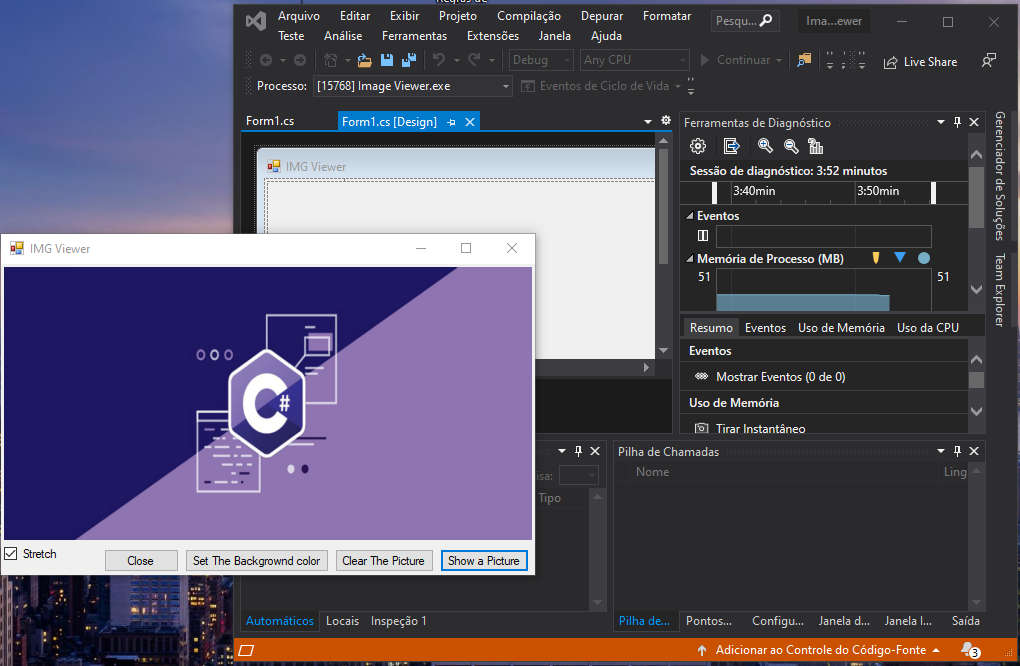 Arquivo Editar Exibir Projeto Compilação Depurar Formatar
Teste Análise Ferramentas Extensões Janela Ajuda
Pesqu...
Ima...ewer
Debug Any CPU Continuar
Live Share
Processo: [15768] Image Viewer.exe Eventos de Ciclo de Vida
Form1.cs Form1.cs [Design]
IMG Viewer
Ferramentas de Diagnóstico
Sessão de diagnóstico: 3:52 minutos
3:40min 3:50min
Eventos
Memória de Processo (MB)
51 51
Resumo Eventos Uso de Memória Uso da CPU
Eventos
Mostrar Eventos (0 de 0)
Uso de Memória
Tirar Instantâneo
Gerenciador de Soluções
Team Explorer
IMG Viewer
C#
Stretch
Close Set The Backgrownd color Clear The Picture Show a Picture
isa:
Tipo
Pilha de Chamadas
Nome Ling
Automáticos Locais Inspeção 1
Pilha de... Pontos... Configu... Janela d... Janela I... Saída
Adicionar ao Controle do Código-Fonte
3